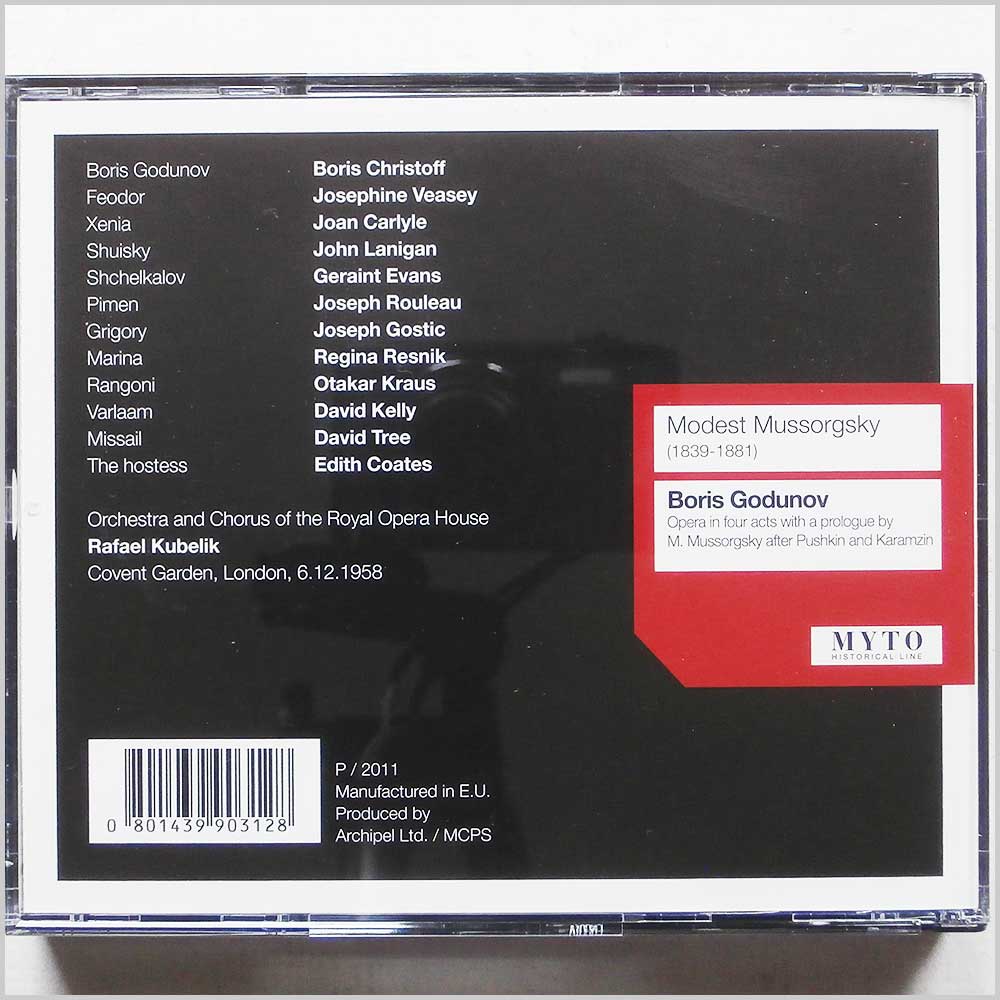 Boris Godunov Boris Christoff
Feodor Josephine Veasey
Xenia Joan Carlyle
Shuisky John Lanigan
Shchelkalov Geraint Evans
Pimen Joseph Rouleau
Grigory Joseph Gostic
Marina Regina Resnik
Rangoni Otakar Kraus
Varlaam David Kelly
Missail David Tree
The hostess Edith Coates
Orchestra and Chorus of the Royal Opera House
Rafael Kubelik
Covent Garden, London, 6.12.1958
Modest Mussorgsky
(1839-1881)
Boris Godunov
Opera in four acts with a prologue by
M. Mussorgsky after Pushkin and Karamzin
MYTO
HISTORICAL LINE
0 801439 903128
P / 2011
Manufactured in E.U.
Produced by
Archipel Ltd. / MCPS